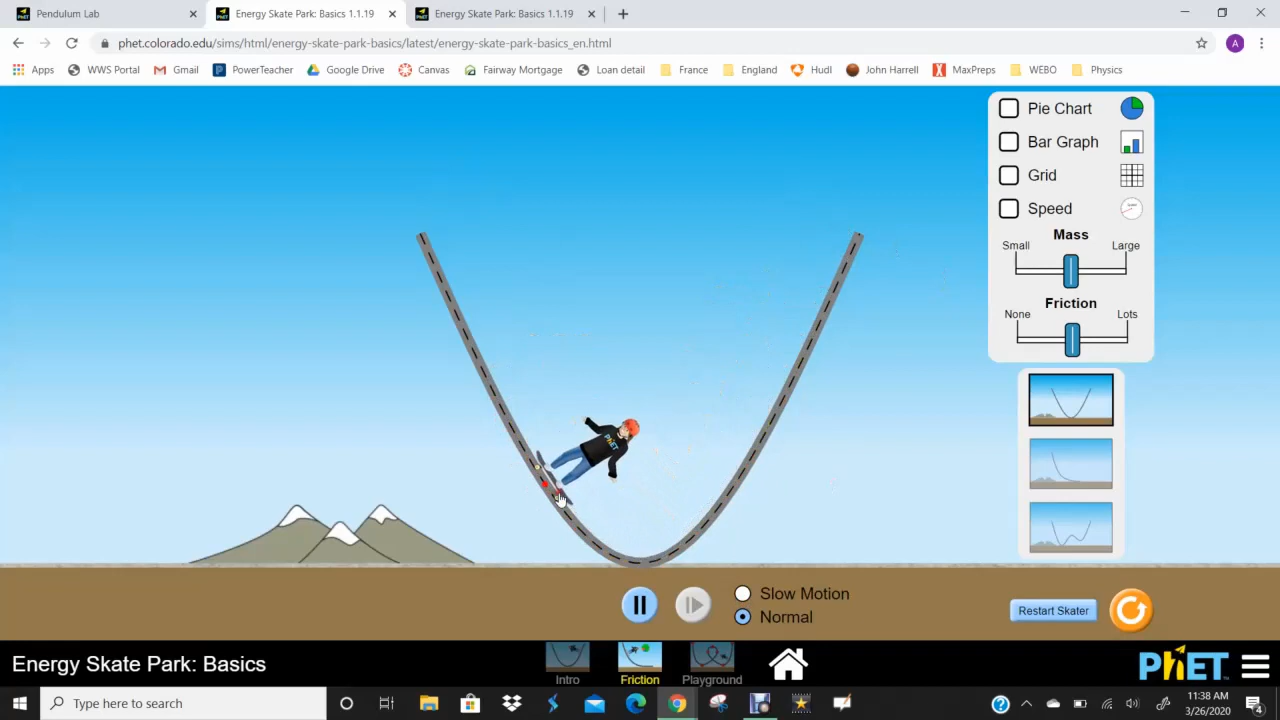 Pendulum Lab
Energy Skate Park: Basics 1.1.19
Energy Skate Park: Basics 1.1.19
phet.colorado.edu/sims/html/energy-skate-park-basics/latest/energy-skate-park-basics_en.html
A
Apps WWS Portal Gmail PowerTeacher Google Drive Canvas Fairway Mortgage Loan detail France England Hudl John Harrell MaxPreps WEBO Physics
Pie Chart
Bar Graph
Grid
Speed
Mass
Small Large
Friction
None Lots
PhET
Slow Motion
Normal
Restart Skater
Energy Skate Park: Basics
Intro
Friction
Playground
PhET
Type here to search
11:38 AM
3/26/2020
4